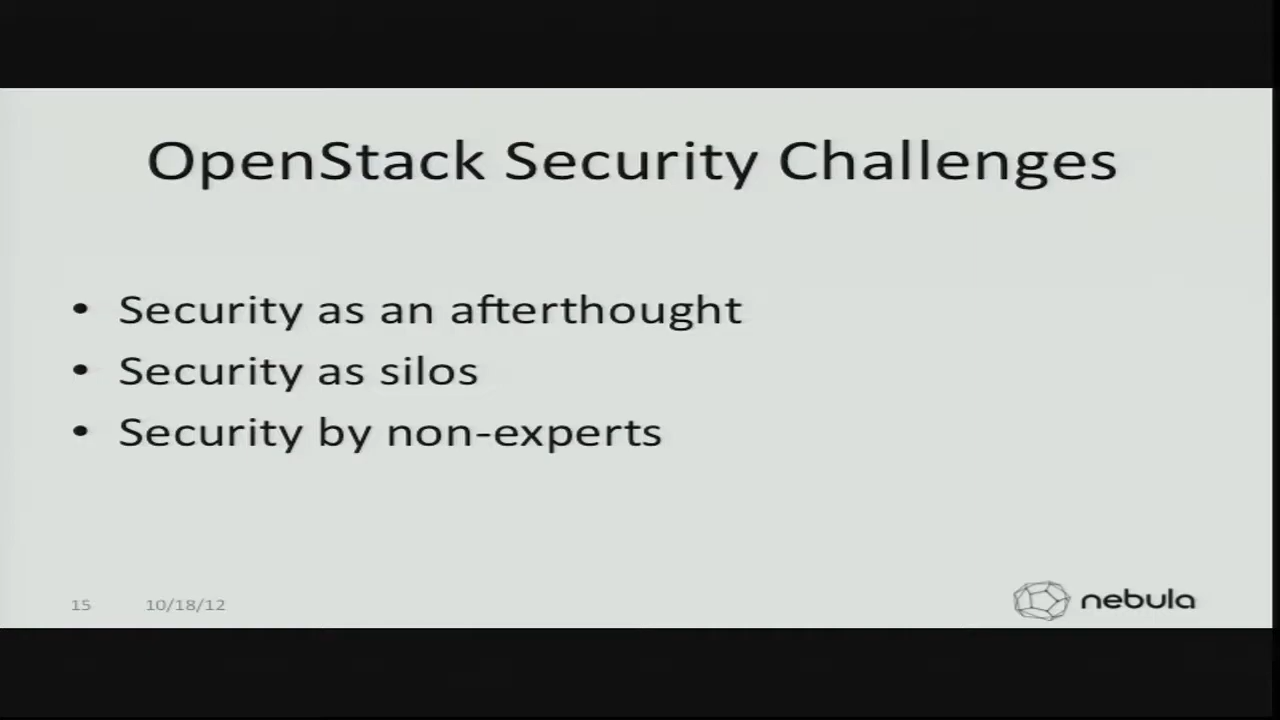 OpenStack Security Challenges
• Security as an afterthought
• Security as silos
• Security by non-experts
15 10/18/12
nebula